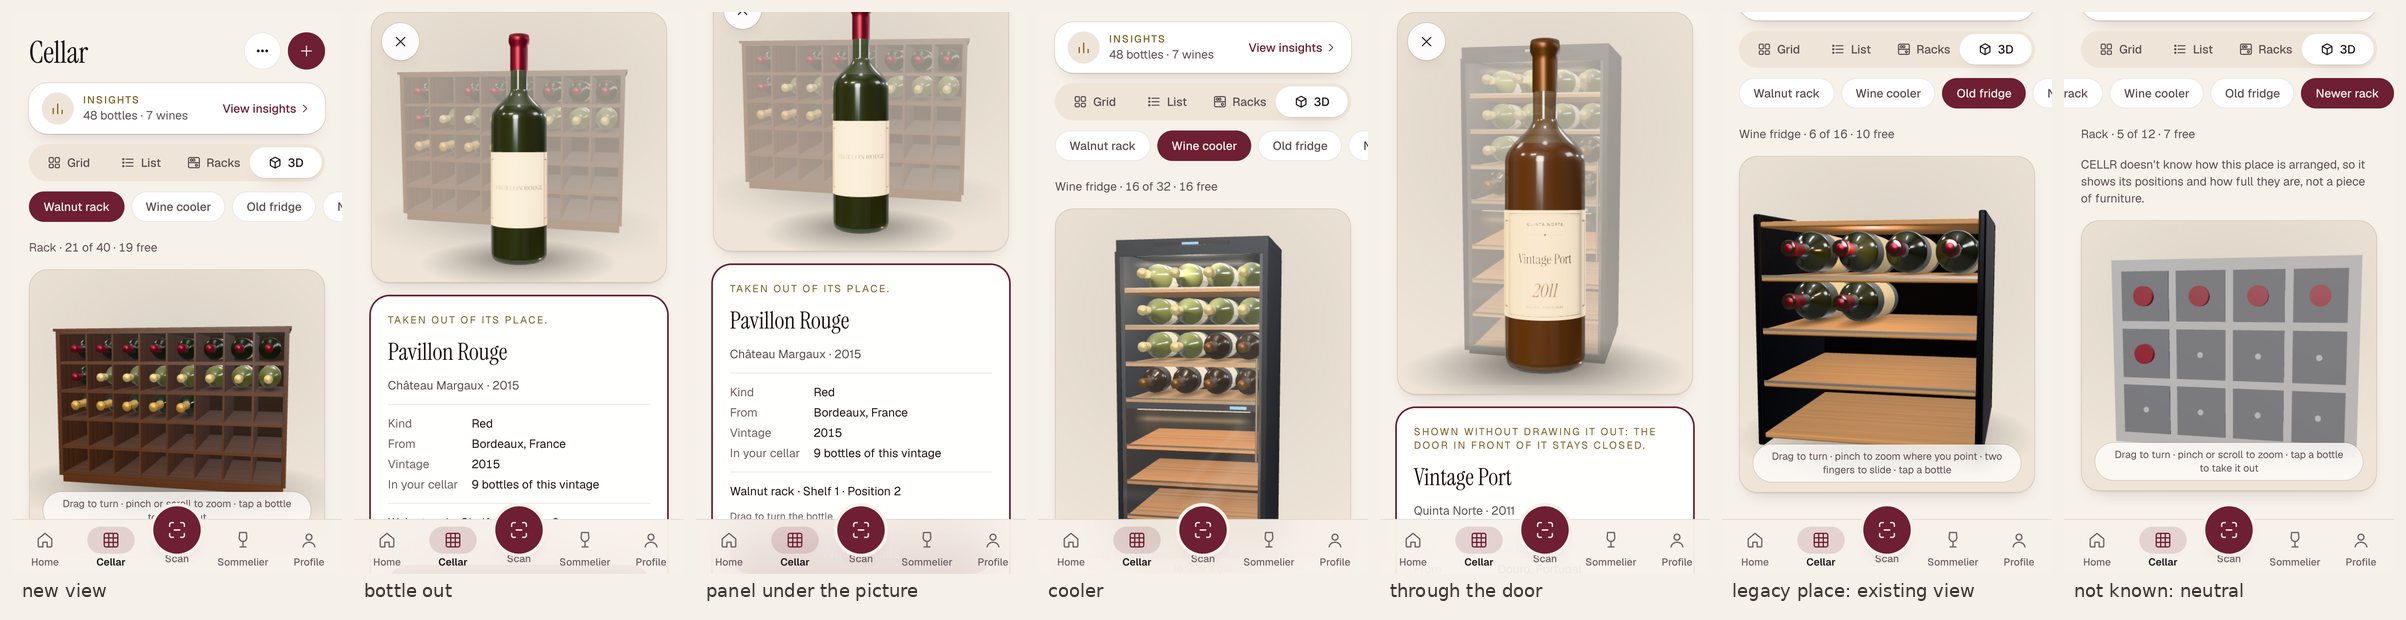 Cellar
INSIGHTS
48 bottles · 7 wines
View insights
Grid
List
Racks
3D
Walnut rack
Wine cooler
Old fridge
Rack · 21 of 40 · 19 free
Drag to turn · pinch or scroll to zoom · tap a bottle
Home
Cellar
Scan
Sommelier
Profile
new view
TAKEN OUT OF ITS PLACE.
Pavillon Rouge
Château Margaux · 2015
Kind Red
From Bordeaux, France
Vintage 2015
In your cellar 9 bottles of this vintage
Home
Cellar
Scan
Sommelier
Profile
bottle out
PAVILLON ROUGE
TAKEN OUT OF ITS PLACE.
Pavillon Rouge
Château Margaux · 2015
Kind Red
From Bordeaux, France
Vintage 2015
In your cellar 9 bottles of this vintage
Walnut rack · Shelf 1 · Position 2
Drag to turn the bottle
Home
Cellar
Scan
Sommelier
Profile
panel under the picture
INSIGHTS
48 bottles · 7 wines
View insights
Grid
List
Racks
3D
Walnut rack
Wine cooler
Old fridge
Wine fridge · 16 of 32 · 16 free
Home
Cellar
Scan
Sommelier
Profile
cooler
QUINTA NORTE
Vintage Port
2011
SHOWN WITHOUT DRAWING IT OUT: THE
DOOR IN FRONT OF IT STAYS CLOSED.
Vintage Port
Quinta Norte · 2011
Home
Cellar
Scan
Sommelier
Profile
through the door
Grid
List
Racks
3D
Walnut rack
Wine cooler
Old fridge
Wine fridge · 6 of 16 · 10 free
Drag to turn · pinch to zoom where you point · two
fingers to slide · tap a bottle
Home
Cellar
Scan
Sommelier
Profile
legacy place: existing view
Grid
List
Racks
3D
rack
Wine cooler
Old fridge
Newer rack
Rack · 5 of 12 · 7 free
CELLR doesn't know how this place is arranged, so it
shows its positions and how full they are, not a piece
of furniture.
Drag to turn · pinch or scroll to zoom · tap a bottle
to take it out
Home
Cellar
Scan
Sommelier
Profile
not known: neutral